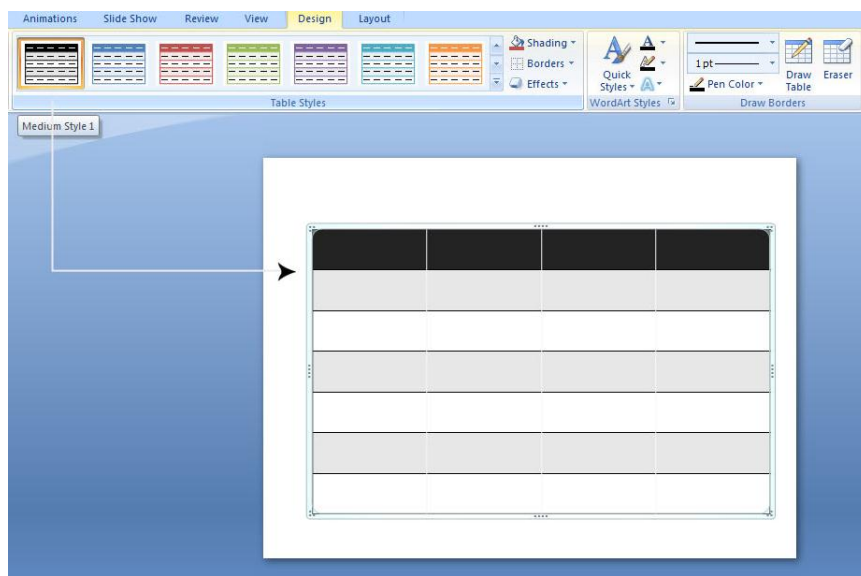 Animations Slide Show Review View Design Layout
Shading
Borders
Effects
Table Styles
Quick Styles
WordArt Styles
1 pt
Pen Color
Draw Table
Eraser
Draw Borders
Medium Style 1